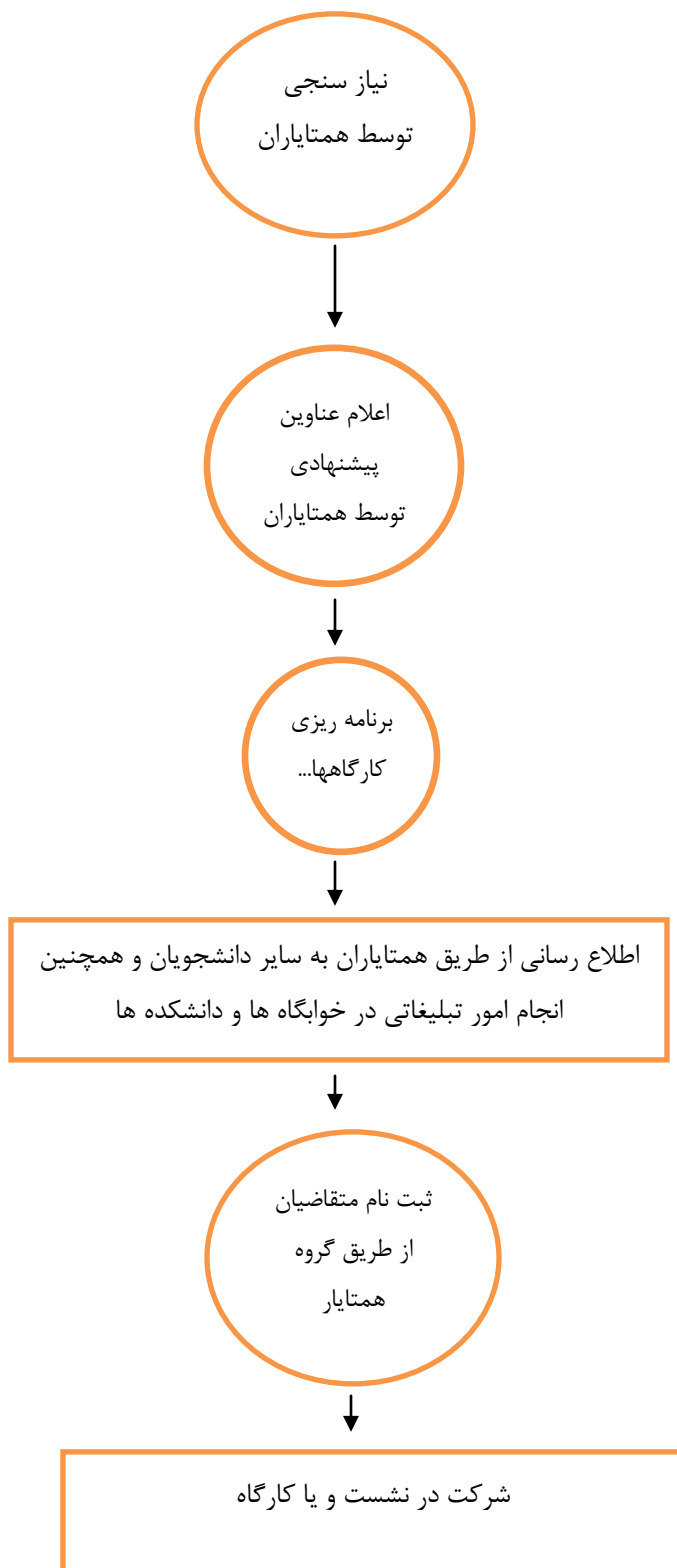 نیاز سنجی
توسط همتایاران
اعلام عناوین
پیشنهادی
توسط همتایاران
برنامه ریزی
کارگاهها...
اطلاع رسانی از طریق همتایاران به سایر دانشجویان و همچنین
انجام امور تبلیغاتی در خوابگاه ها و دانشکده ها
ثبت نام متقاضیان
از طریق گروه
همتایار
شرکت در نشست و یا کارگاه